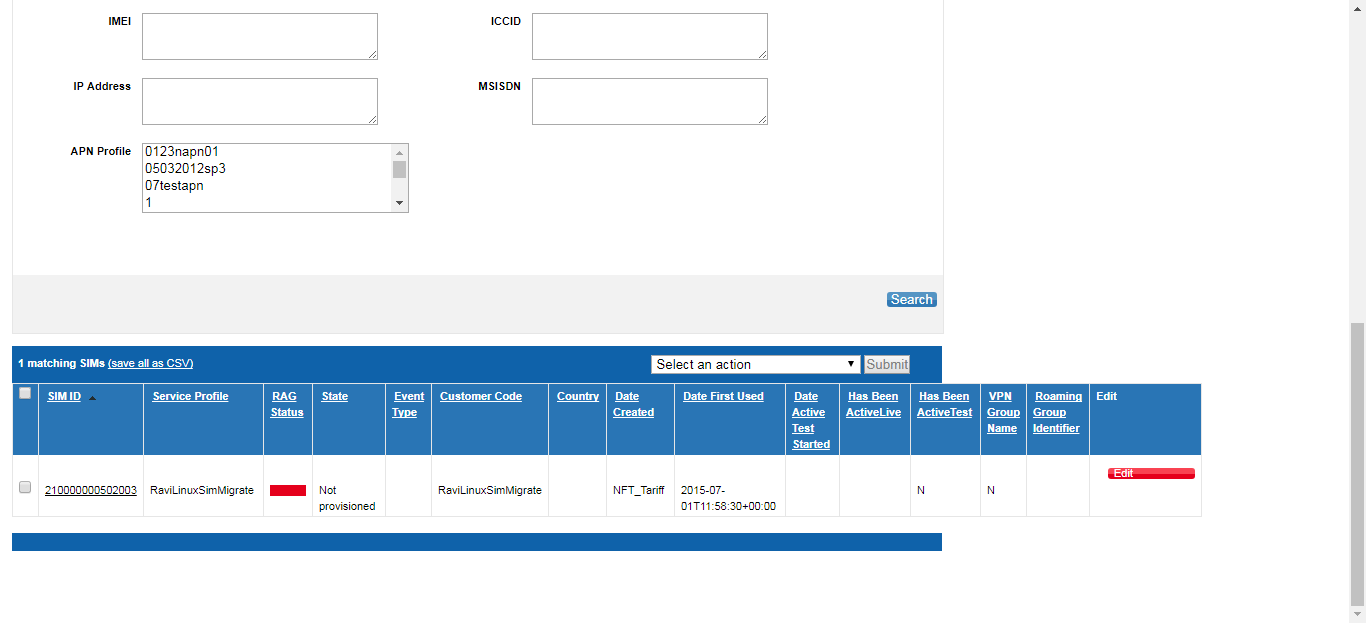 IMEI
ICCID
IP Address
MSISDN
APN Profile
0123napn01
05032012sp3
07testapn
1
Search
1 matching SIMs (save all as CSV)
Select an action
Submit
SIM ID
Service Profile
RAG
Status
State
Event
Type
Customer Code
Country
Date
Created
Date First Used
Date
Active
Test
Started
Has Been
ActiveLive
Has Been
ActiveTest
VPN
Group
Name
Roaming
Group
Identifier
Edit
210000000502003
RaviLinuxSimMigrate
Not
provisioned
RaviLinuxSimMigrate
NFT_Tariff
2015-07-
01T11:58:30+00:00
N
N
Edit